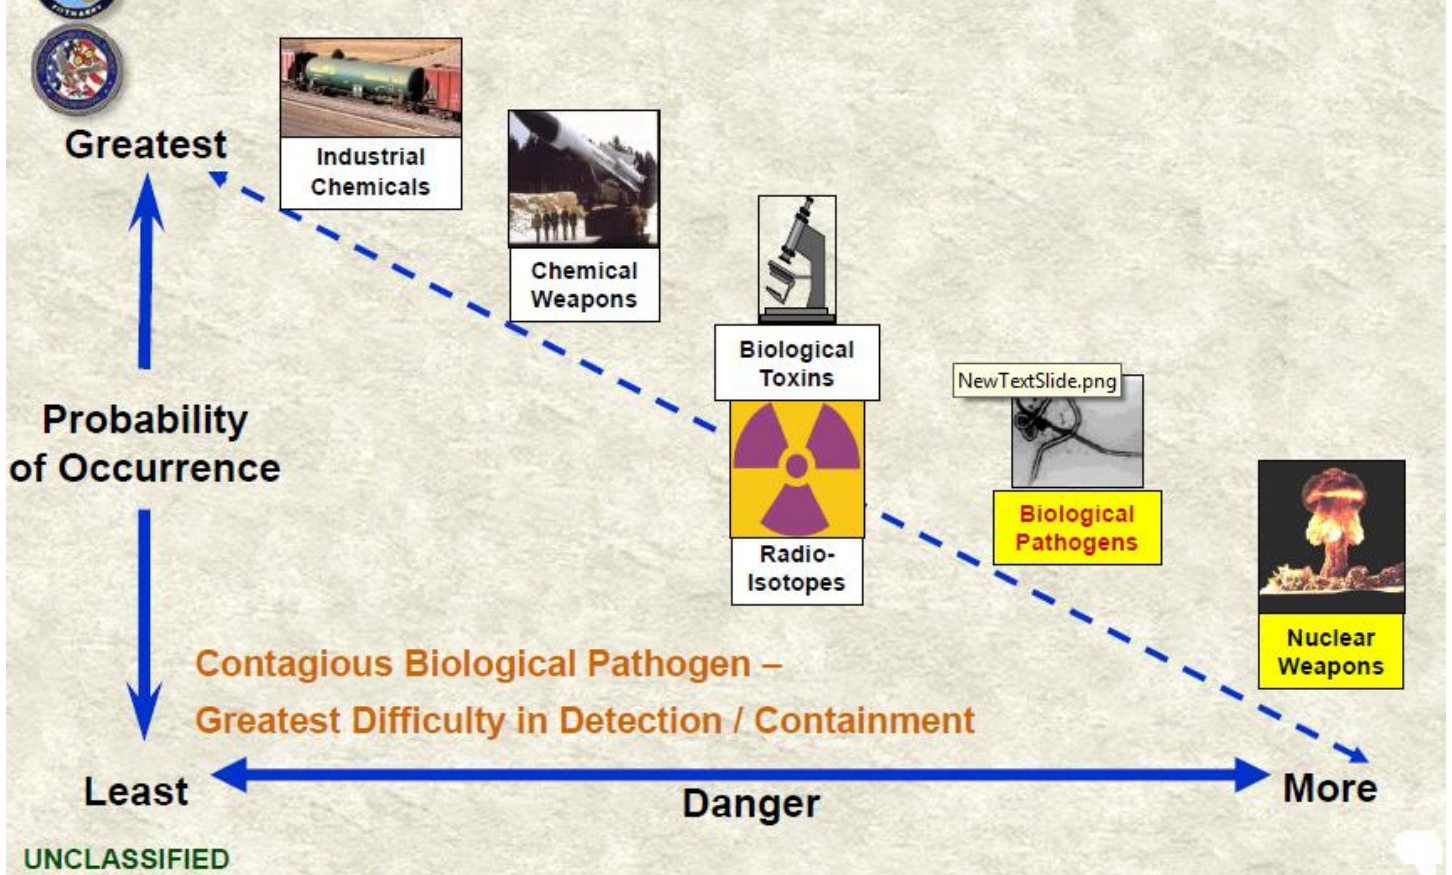 Greatest
Industrial
Chemicals
Chemical
Weapons
Biological
Toxins
NewTextSlide.png
Probability
of Occurrence
Radio-
Isotopes
Biological
Pathogens
Nuclear
Weapons
Contagious Biological Pathogen –
Greatest Difficulty in Detection / Containment
Least
Danger
More
UNCLASSIFIED